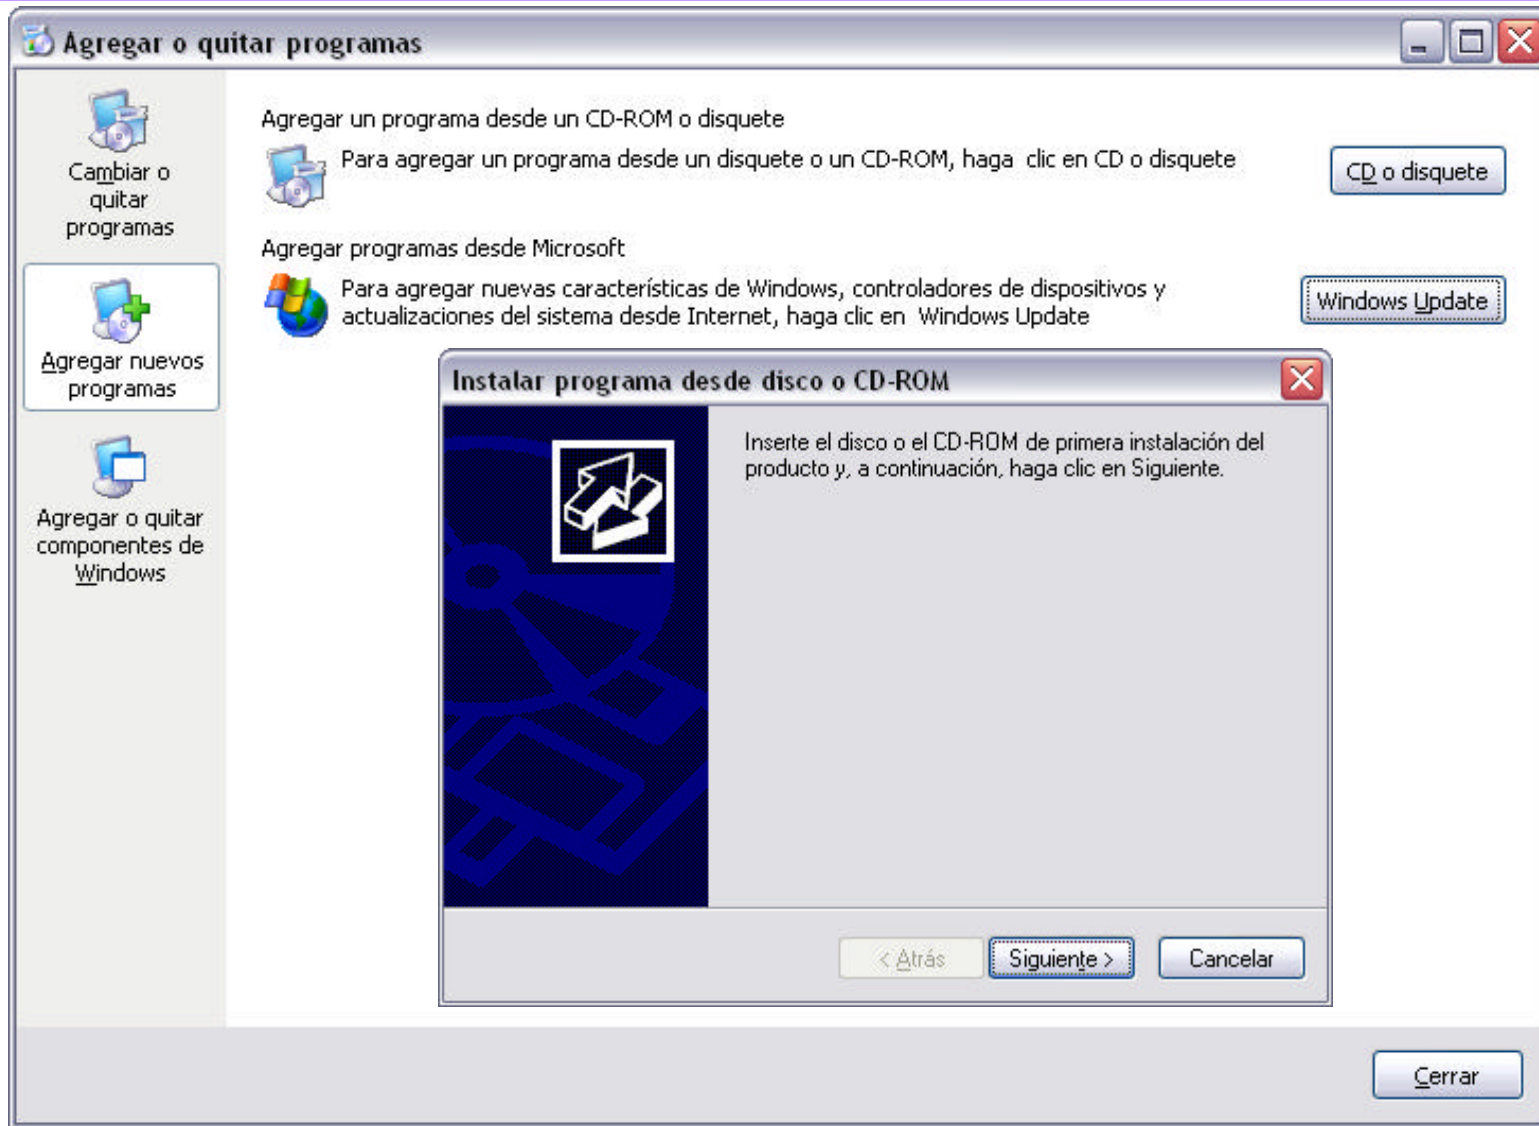 Agregar o quitar programas
Cambiar o
quitar
programas
Agregar nuevos
programas
Agregar o quitar
componentes de
Windows
Agregar un programa desde un CD-ROM o disquete
Para agregar un programa desde un disquete o un CD-ROM, haga  clic en CD o disquete
CD o disquete
Agregar programas desde Microsoft
Para agregar nuevas características de Windows, controladores de dispositivos y
actualizaciones del sistema desde Internet, haga clic en  Windows Update
Windows Update
Instalar programa desde disco o CD-ROM
Inserte el disco o el CD-ROM de primera instalación del
producto y, a continuación, haga clic en Siguiente.
< Atrás
Siguiente >
Cancelar
Cerrar